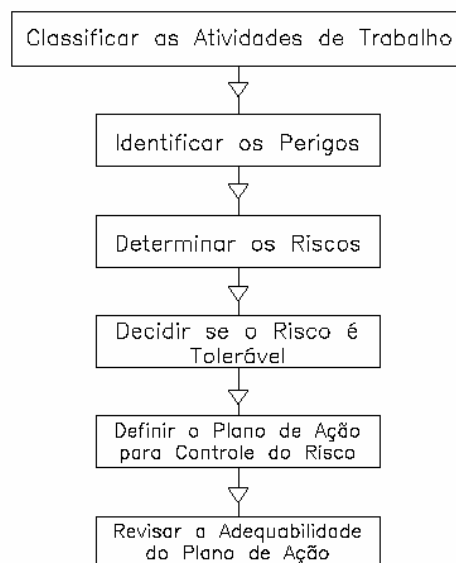 Classificar as Atividades de Trabalho
Identificar os Perigos
Determinar os Riscos
Decidir se o Risco é
Tolerável
Definir o Plano de Ação
para Controle do Risco
Revisar a Adequabilidade
do Plano de Ação